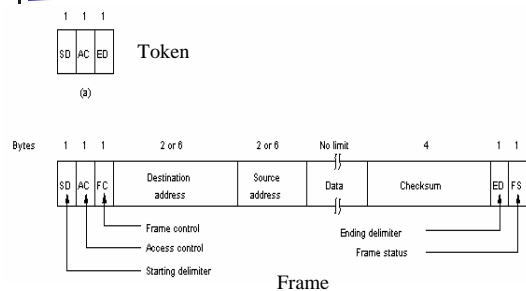 1 1 1
SD AC ED Token
(a)
Bytes 1 1 1 2 or 6 2 or 6 No limit 4 1 1
SD AC FC Destination address Source address Data Checksum ED FS
Frame control
Access control
Starting delimiter
Ending delimiter
Frame status
Frame